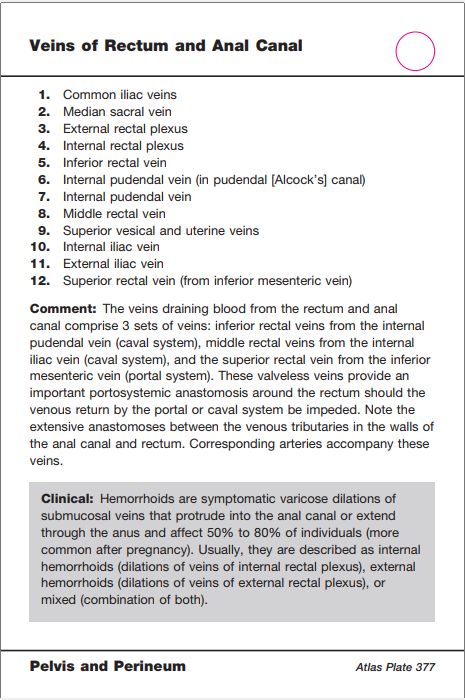 Veins of Rectum and Anal Canal
1. Common iliac veins
2. Median sacral vein
3. External rectal plexus
4. Internal rectal plexus
5. Inferior rectal vein
6. Internal pudendal vein (in pudendal [Alcock's] canal)
7. Internal pudendal vein
8. Middle rectal vein
9. Superior vesical and uterine veins
10. Internal iliac vein
11. External iliac vein
12. Superior rectal vein (from inferior mesenteric vein)
Comment: The veins draining blood from the rectum and anal
canal comprise 3 sets of veins: inferior rectal veins from the internal
pudendal vein (caval system), middle rectal veins from the internal
iliac vein (caval system), and the superior rectal vein from the inferior
mesenteric vein (portal system). These valveless veins provide an
important portosystemic anastomosis around the rectum should the
venous return by the portal or caval system be impeded. Note the
extensive anastomoses between the venous tributaries in the walls of
the anal canal and rectum. Corresponding arteries accompany these
veins.
Clinical: Hemorrhoids are symptomatic varicose dilations of
submucosal veins that protrude into the anal canal or extend
through the anus and affect 50% to 80% of individuals (more
common after pregnancy). Usually, they are described as internal
hemorrhoids (dilations of veins of internal rectal plexus), external
hemorrhoids (dilations of veins of external rectal plexus), or
mixed (combination of both).
Pelvis and Perineum
Atlas Plate 377